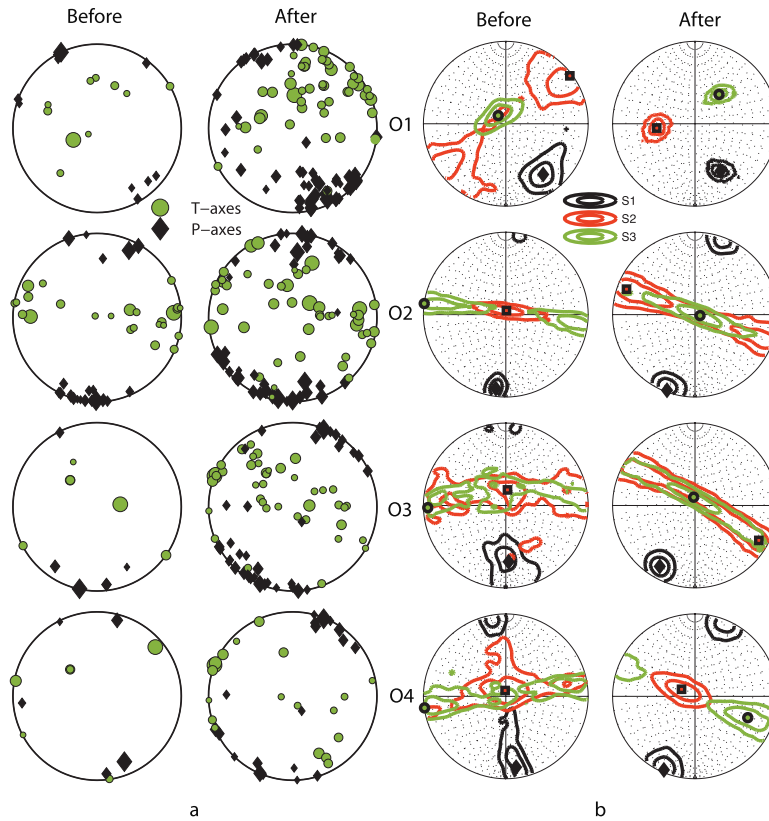 Before After Before After
O1
T−axes
P−axes
S1
S2
S3
O2
O3
O4
a b